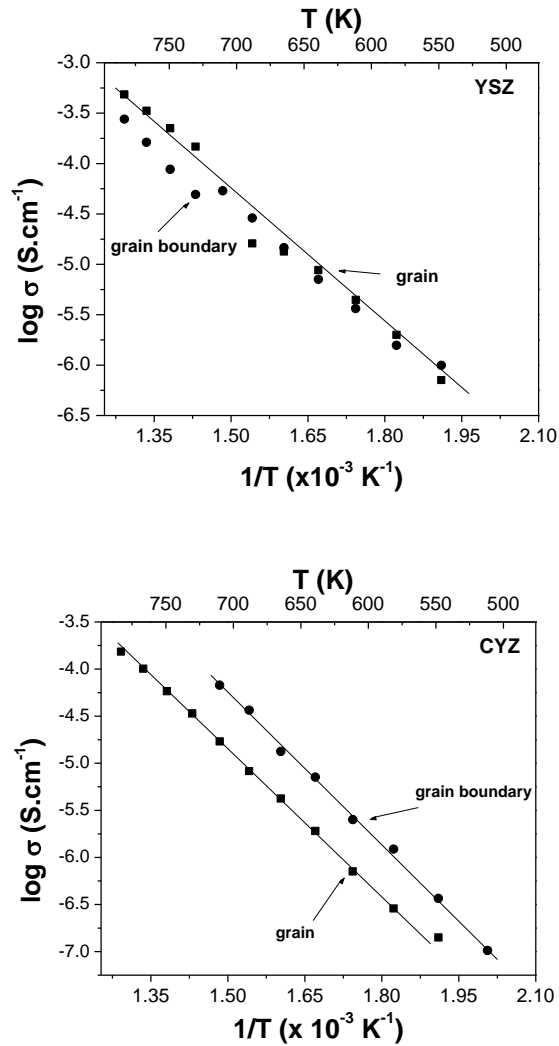 T (K)
750 700 650 600 550 500
-3.0
YSZ
-3.5
-4.0
-4.5
grain boundary
-5.0
grain
-5.5
-6.0
-6.5
log σ (S.cm⁻¹)
1.35 1.50 1.65 1.80 1.95 2.10
1/T (x10⁻³ K⁻¹)
T (K)
750 700 650 600 550 500
-3.5
CYZ
-4.0
-4.5
-5.0
grain boundary
-5.5
-6.0
-6.5
grain
-7.0
log σ (S.cm⁻¹)
1.35 1.50 1.65 1.80 1.95 2.10
1/T (x 10⁻³ K⁻¹)